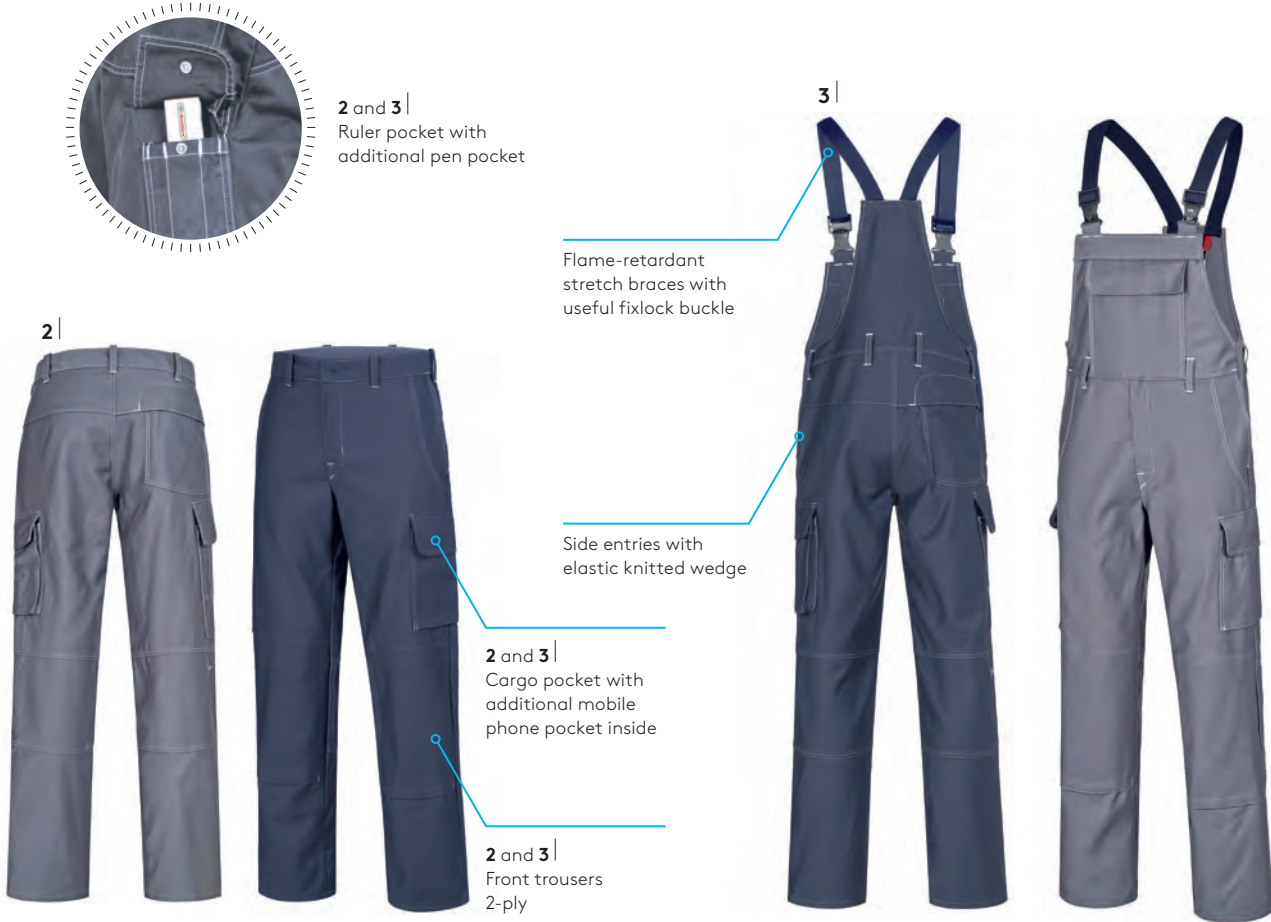 2 and 3
Ruler pocket with
additional pen pocket
3
Flame-retardant
stretch braces with
useful fixlock buckle
2
Side entries with
elastic knitted wedge
2 and 3
Cargo pocket with
additional mobile
phone pocket inside
2 and 3
Front trousers
2-ply